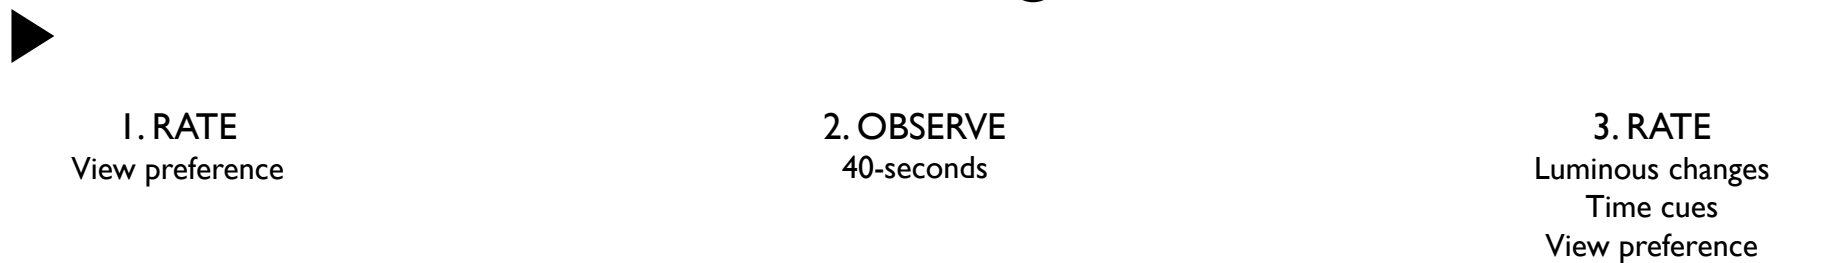 1. RATE
View preference
2. OBSERVE
40-seconds
3. RATE
Luminous changes
Time cues
View preference